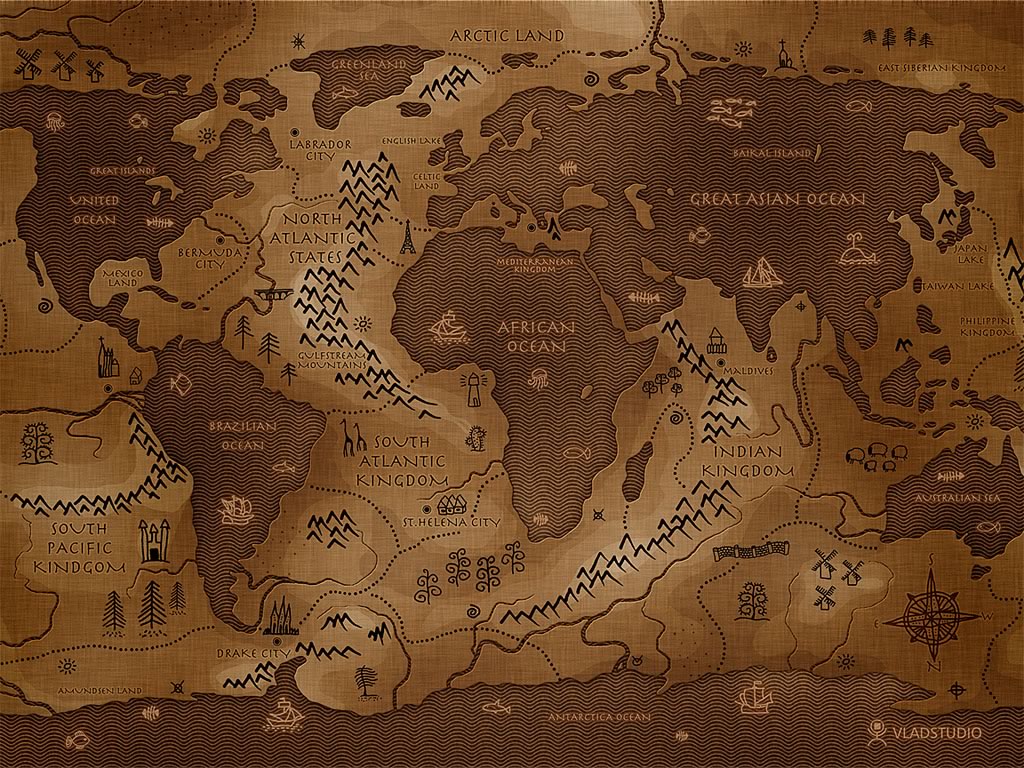 ARCTIC LAND
GREENLAND
SEA
EAST SIBERIAN KINGDOM
LABRADOR
CITY
ENGLISH LAKE
BAIKAL ISLAND
GREAT ISLANDS
CELTIC
LAND
UNITED
OCEAN
GREAT ASIAN OCEAN
NORTH
ATLANTIC
STATES
BERMUDA
CITY
JAPAN
LAKE
MEXICO
LAND
MEDITERRANEAN
KINGDOM
TAIWAN LAKE
AFRICAN
OCEAN
PHILIPPINE
KINGDOM
GULFSTREAM
MOUNTAINS
MALDIVES
BRAZILIAN
OCEAN
SOUTH
ATLANTIC
KINGDOM
INDIAN
KINGDOM
AUSTRALIAN SEA
ST.HELENA CITY
SOUTH
PACIFIC
KINDGOM
S
E
W
N
DRAKE CITY
AMUNDSEN LAND
ANTARCTICA OCEAN
VLADSTUDIO